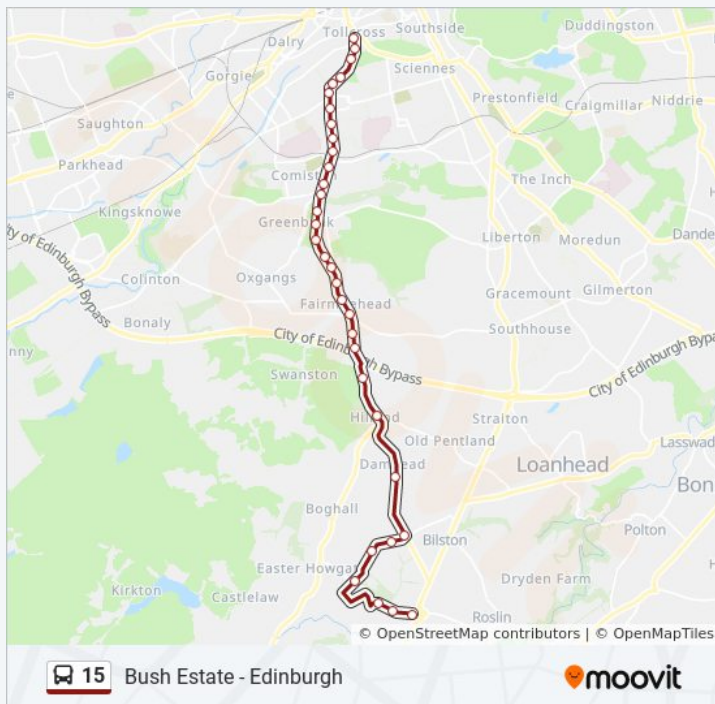 Tollcross
Southside
Duddingston
Dalry
Gorgie
Sciennes
Prestonfield
Craigmillar
Niddrie
Saughton
Parkhead
Comiston
The Inch
Kingsknowe
Greenbank
City of Edinburgh Bypass
Liberton
Moredun
Dande
Colinton
Oxgangs
Gracemount
Gilmerton
Fairmilehead
Bonaly
City of Edinburgh Bypass
Southhouse
City of Edinburgh Bypa
Swanston
Hillend
Straiton
Old Pentland
Lasswad
Damhead
Loanhead
Bon
Boghall
Polton
Bilston
Easter Howgate
Dryden Farm
Kirkton
Castlelaw
Roslin
© OpenStreetMap contributors | © OpenMapTiles
15 Bush Estate - Edinburgh
moovit